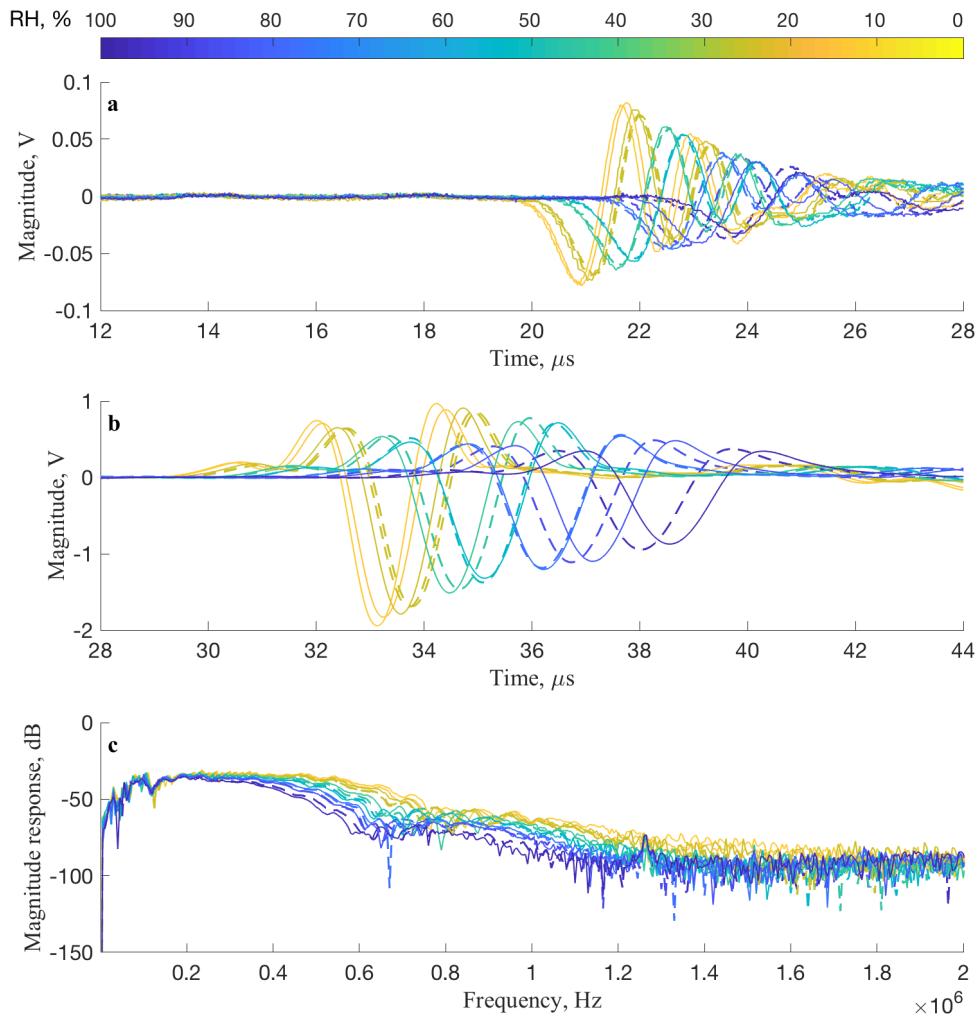 RH, % 100 90 80 70 60 50 40 30 20 10 0
a
0.1
0.05
0
-0.05
-0.1
Magnitude, V
12 14 16 18 20 22 24 26 28
Time, μs
b
1
0
-1
-2
Magnitude, V
28 30 32 34 36 38 40 42 44
Time, μs
c
0
-50
-100
-150
Magnitude response, dB
0.2 0.4 0.6 0.8 1 1.2 1.4 1.6 1.8 2
Frequency, Hz
×10⁶